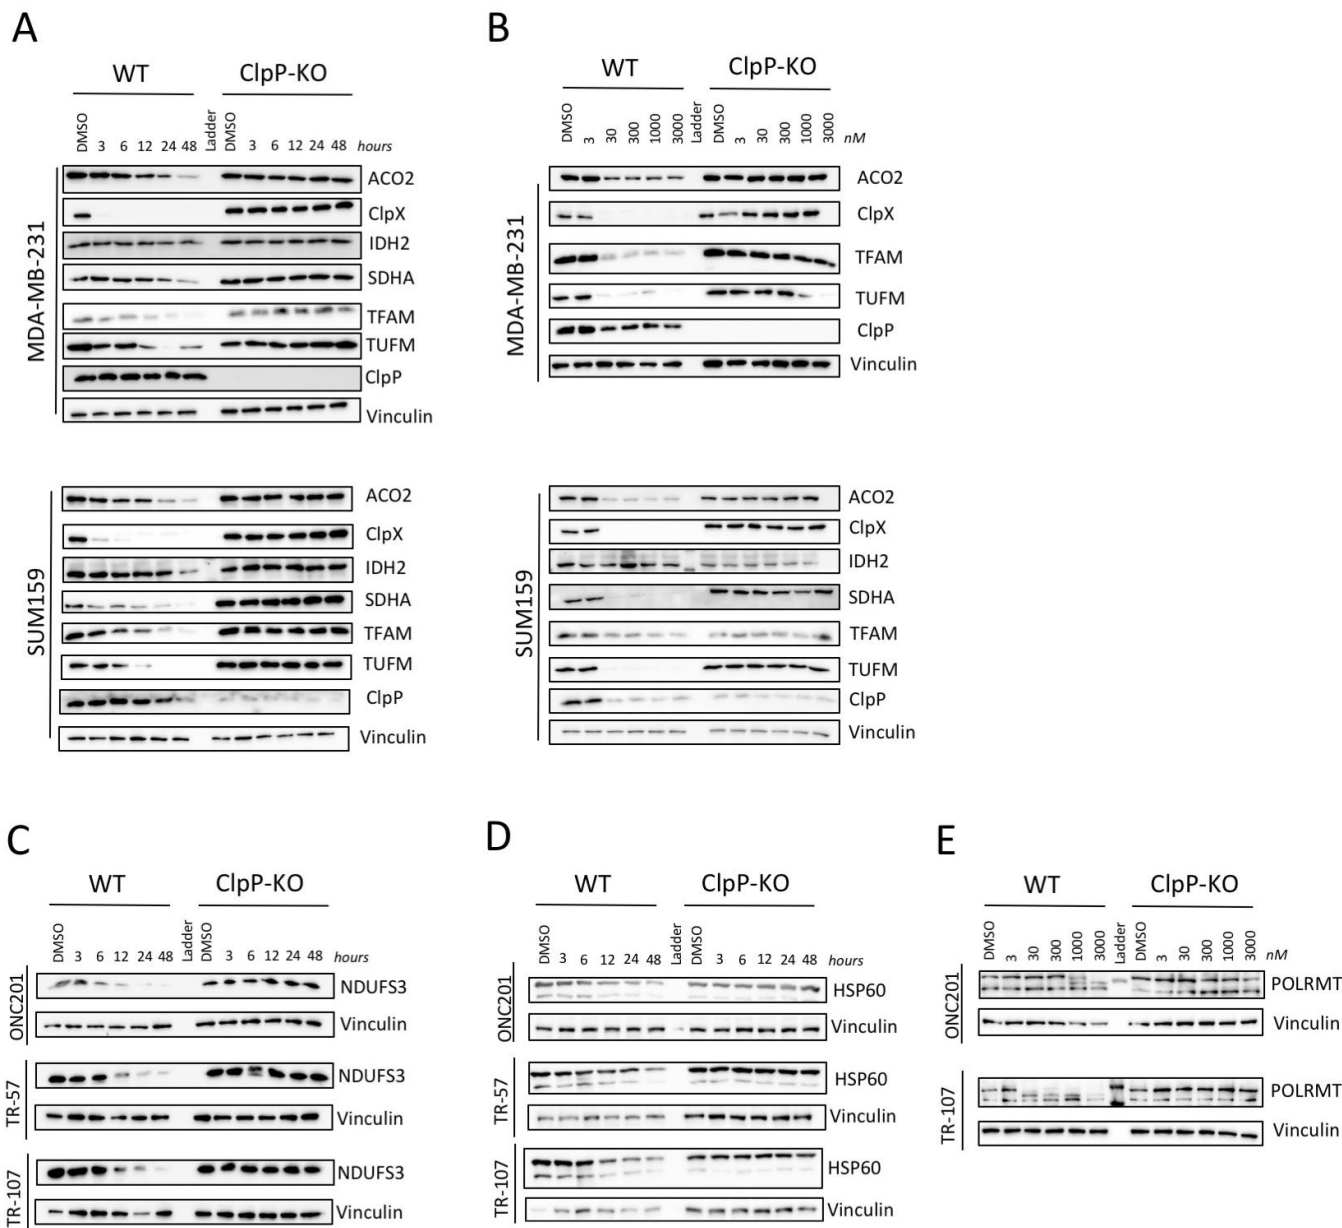 A
WT ClpP-KO
DMSO 3 6 12 24 48 Ladder DMSO 3 6 12 24 48 hours
MDA-MB-231
ACO2
ClpX
IDH2
SDHA
TFAM
TUFM
ClpP
Vinculin
SUM159
ACO2
ClpX
IDH2
SDHA
TFAM
TUFM
ClpP
Vinculin
B
WT ClpP-KO
DMSO 3 30 300 1000 3000 Ladder DMSO 3 30 300 1000 3000 nM
MDA-MB-231
ACO2
ClpX
TFAM
TUFM
ClpP
Vinculin
SUM159
ACO2
ClpX
IDH2
SDHA
TFAM
TUFM
ClpP
Vinculin
C
WT ClpP-KO
DMSO 3 6 12 24 48 Ladder DMSO 3 6 12 24 48 hours
ONC201
NDUFS3
Vinculin
TR-57
NDUFS3
Vinculin
TR-107
NDUFS3
Vinculin
D
WT ClpP-KO
DMSO 3 6 12 24 48 Ladder DMSO 3 6 12 24 48 hours
ONC201
HSP60
Vinculin
TR-57
HSP60
Vinculin
TR-107
HSP60
Vinculin
E
WT ClpP-KO
DMSO 3 30 300 1000 3000 Ladder DMSO 3 30 300 1000 3000 nM
ONC201
POLRMT
Vinculin
TR-107
POLRMT
Vinculin